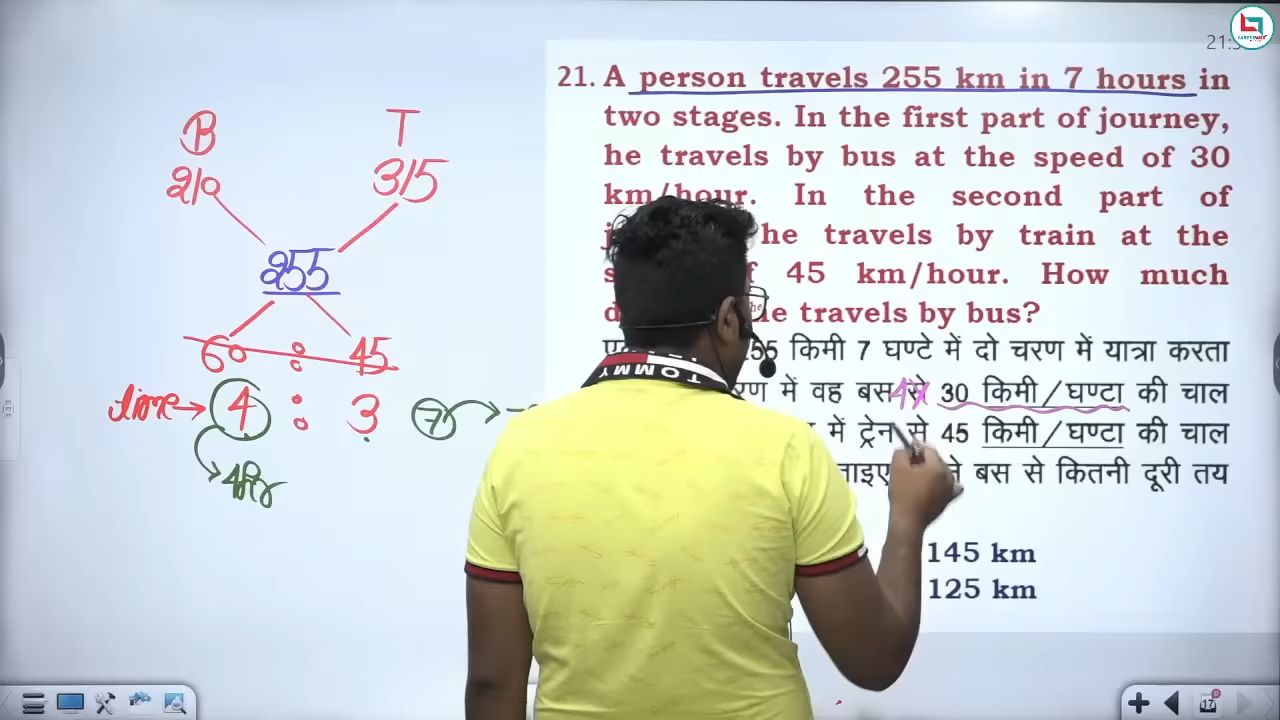 B
T
210
315
255
60 : 45
time→ 4 : 3
7
4hr
21. A person travels 255 km in 7 hours in
two stages. In the first part of journey,
he travels by bus at the speed of 30
km/hour. In the second part of
he travels by train at the
45 km/hour. How much
travels by bus?
किमी 7 घण्टे में दो चरण में यात्रा करता
में वह बस से 30 किमी/घण्टा की चाल
4x
में ट्रेन से 45 किमी/घण्टा की चाल
बस से कितनी दूरी तय
145 km
125 km
TOMMY
17